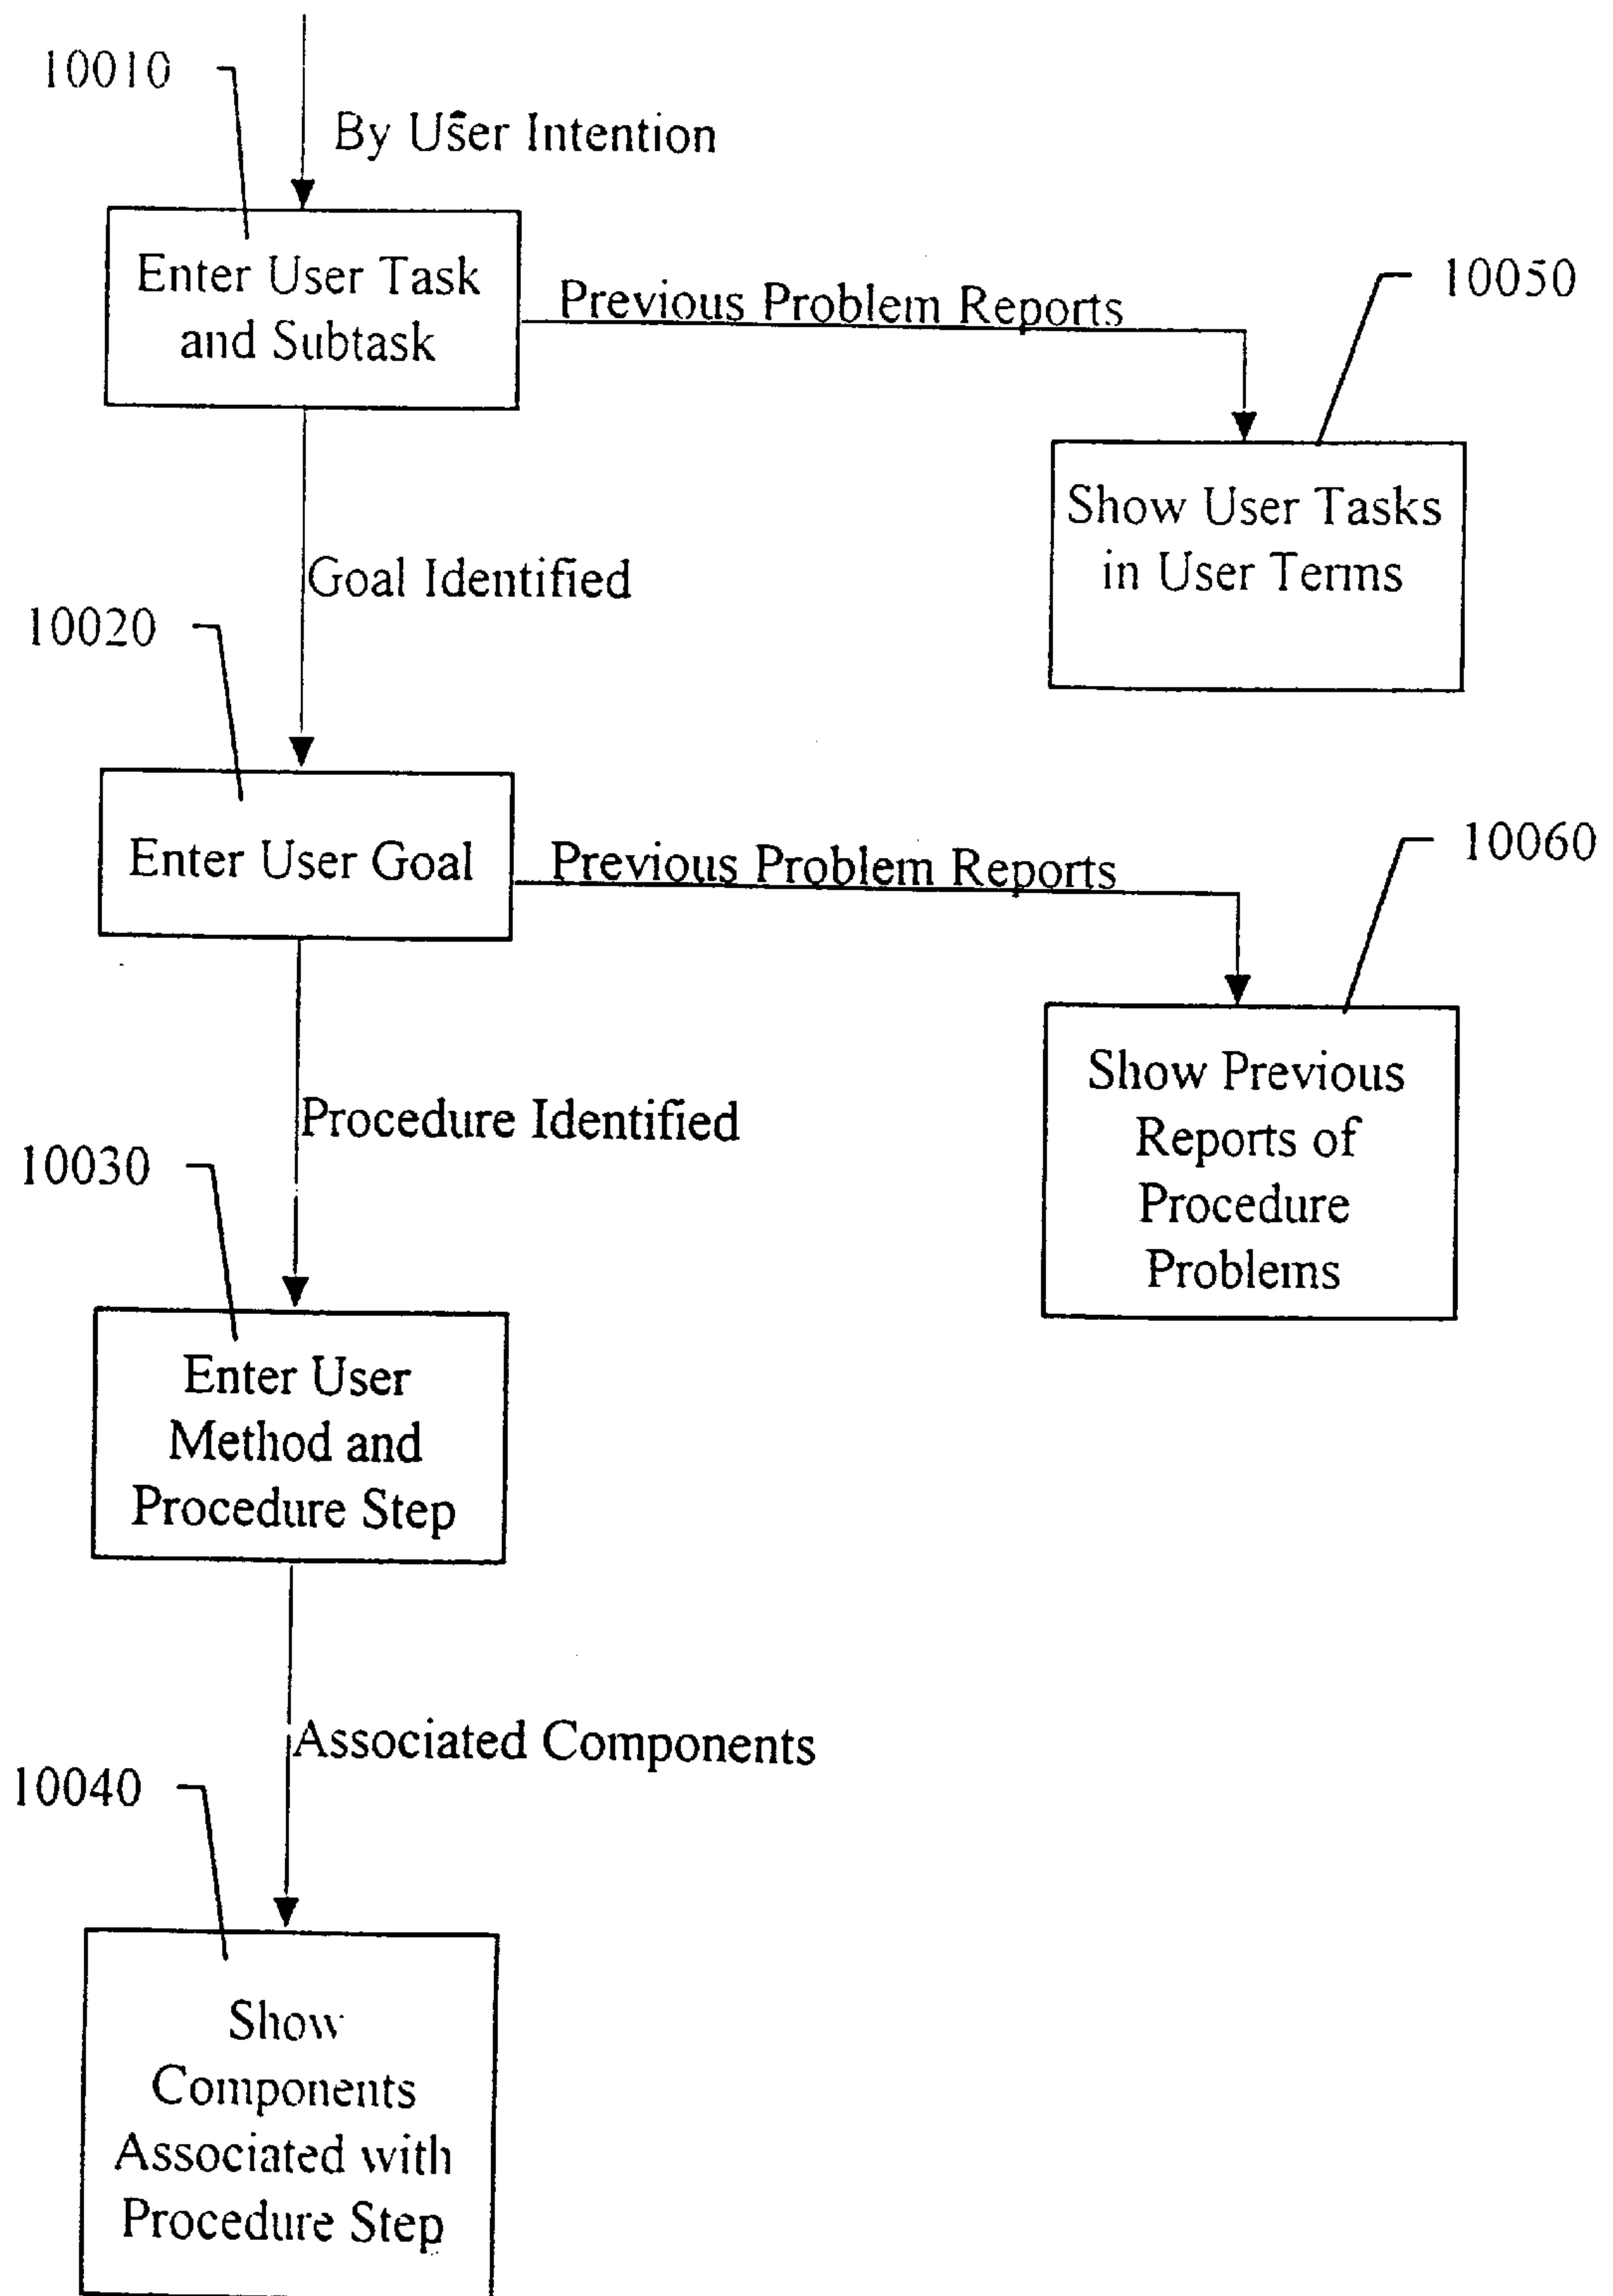 10010
By User Intention
Enter User Task
and Subtask
Previous Problem Reports
10050
Show User Tasks
in User Terms
Goal Identified
10020
Enter User Goal
Previous Problem Reports
10060
Show Previous
Reports of
Procedure
Problems
Procedure Identified
10030
Enter User
Method and
Procedure Step
Associated Components
10040
Show
Components
Associated with
Procedure Step